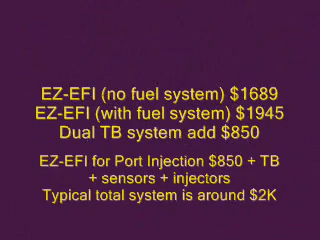 EZ-EFI (no fuel system) $1689
EZ-EFI (with fuel system) $1945
Dual TB system add $850
EZ-EFI for Port Injection $850 + TB
+ sensors + injectors
Typical total system is around $2K